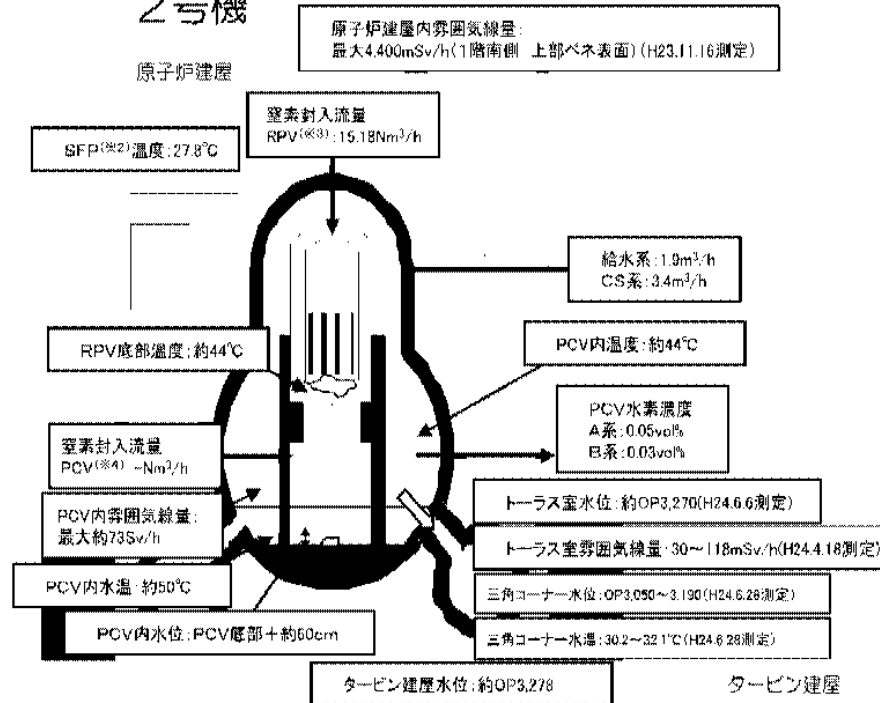 2号機
原子炉建屋内雰囲気線量:
最大4,400mSv/h(1階南側 上部ペネ表面)(H23.11.16測定)
原子炉建屋
窒素封入流量
RPV(※3):15.18Nm3/h
SFP(※2)温度:27.8℃
給水系:1.9m3/h
CS系:3.4m3/h
RPV底部温度:約44℃
PCV内温度:約44℃
PCV水素濃度
A系:0.05vol%
B系:0.03vol%
窒素封入流量
PCV(※4) -Nm3/h
トーラス室水位:約OP3,270(H24.6.6測定)
PCV内雰囲気線量:
最大約73Sv/h
トーラス室雰囲気線量:30~118mSv/h(H24.4.18測定)
PCV内水温:約50℃
三角コーナー水位:OP3,050~3,190(H24.6.28測定)
PCV内水位:PCV底部+約60cm
三角コーナー水温:30.2~32.1℃(H24.6.28測定)
タービン建屋水位:約OP3,278
タービン建屋